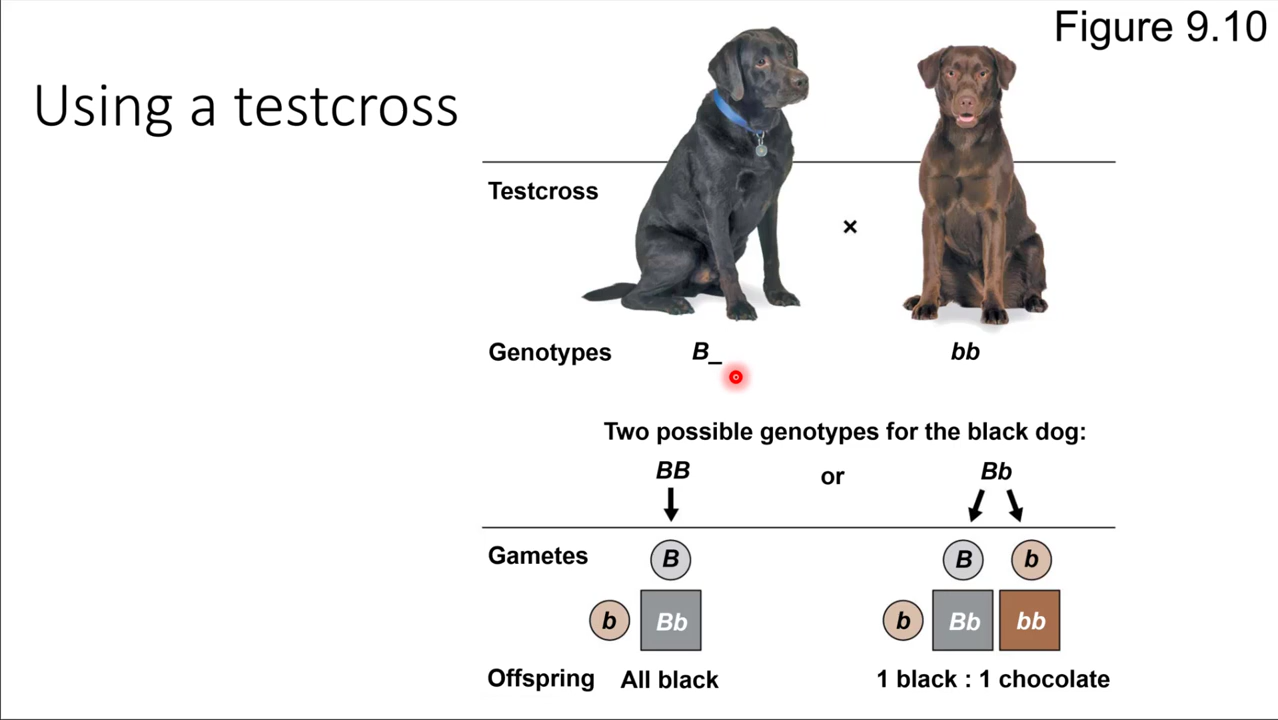 Figure 9.10
Using a testcross
Testcross
×
Genotypes B_ bb
Two possible genotypes for the black dog:
BB or Bb
Gametes B B b
b Bb b Bb bb
Offspring All black 1 black : 1 chocolate